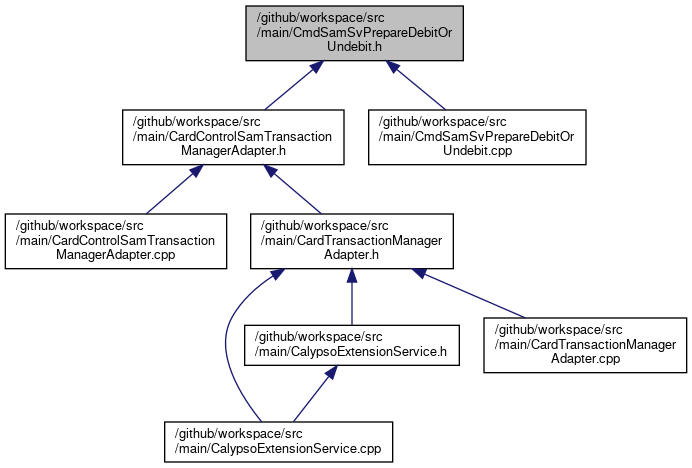 /github/workspace/src
/main/CmdSamSvPrepareDebitOr
Undebit.h
/github/workspace/src
/main/CardControlSamTransaction
ManagerAdapter.h
/github/workspace/src
/main/CmdSamSvPrepareDebitOr
Undebit.cpp
/github/workspace/src
/main/CardControlSamTransaction
ManagerAdapter.cpp
/github/workspace/src
/main/CardTransactionManager
Adapter.h
/github/workspace/src
/main/CalypsoExtensionService.h
/github/workspace/src
/main/CardTransactionManager
Adapter.cpp
/github/workspace/src
/main/CalypsoExtensionService.cpp